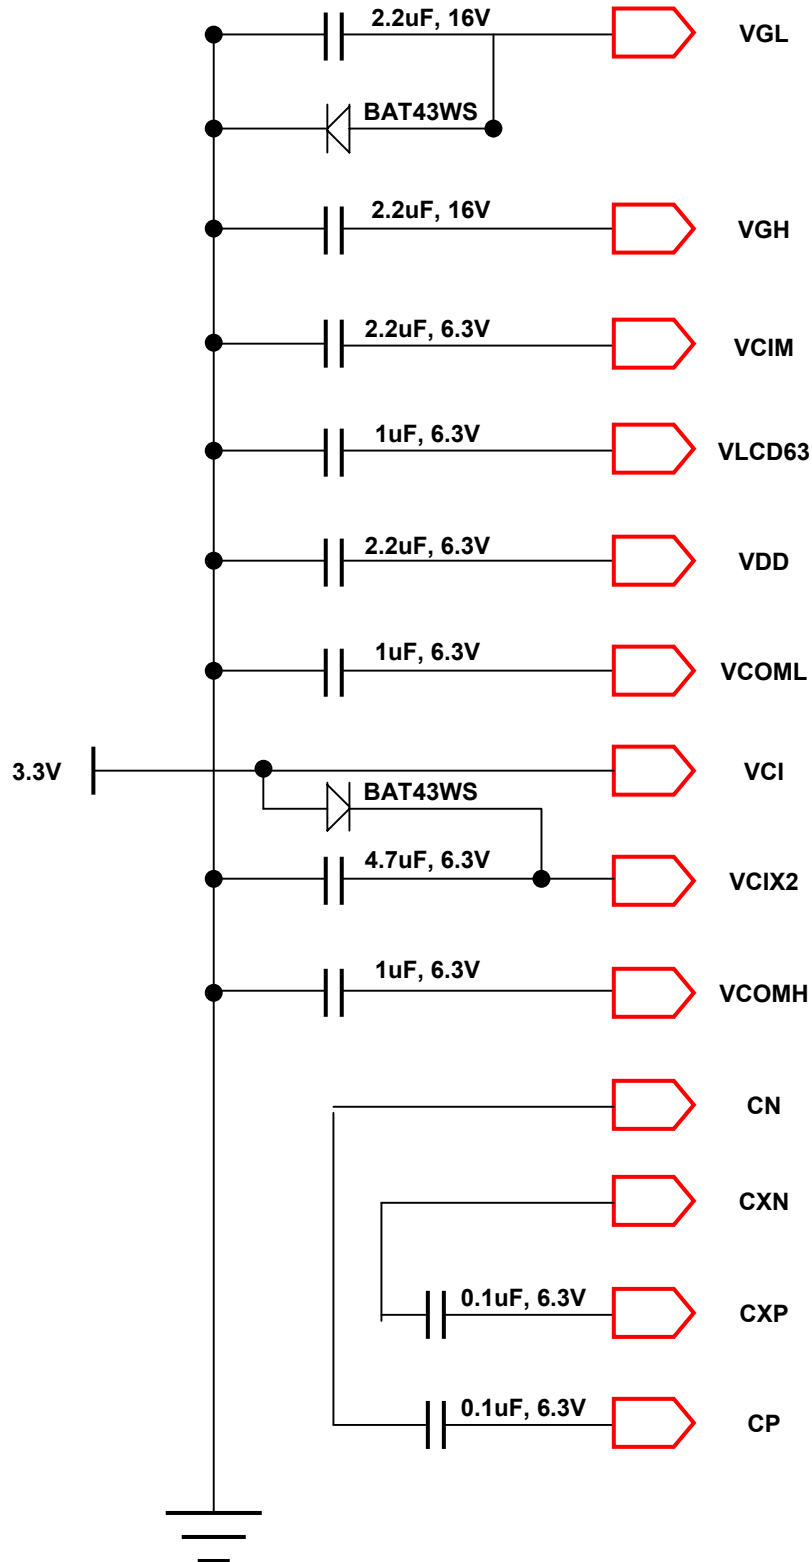 2.2uF, 16V
VGL
BAT43WS
2.2uF, 16V
VGH
2.2uF, 6.3V
VCIM
1uF, 6.3V
VLCD63
2.2uF, 6.3V
VDD
1uF, 6.3V
VCOML
3.3V
VCI
BAT43WS
4.7uF, 6.3V
VCIX2
1uF, 6.3V
VCOMH
CN
CXN
0.1uF, 6.3V
CXP
0.1uF, 6.3V
CP